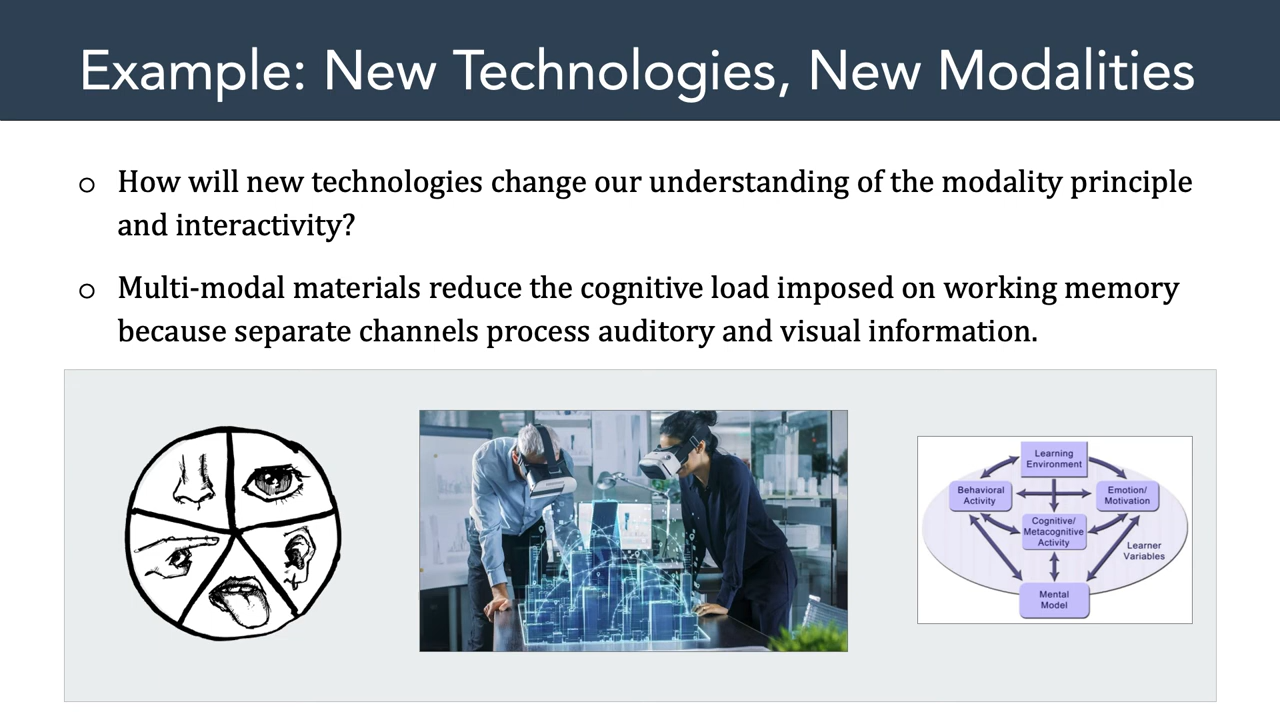 Example: New Technologies, New Modalities
o How will new technologies change our understanding of the modality principle
and interactivity?
o Multi-modal materials reduce the cognitive load imposed on working memory
because separate channels process auditory and visual information.
Learning
Environment
Behavioral
Activity
Emotion/
Motivation
Cognitive/
Metacognitive
Activity
Learner
Variables
Mental
Model